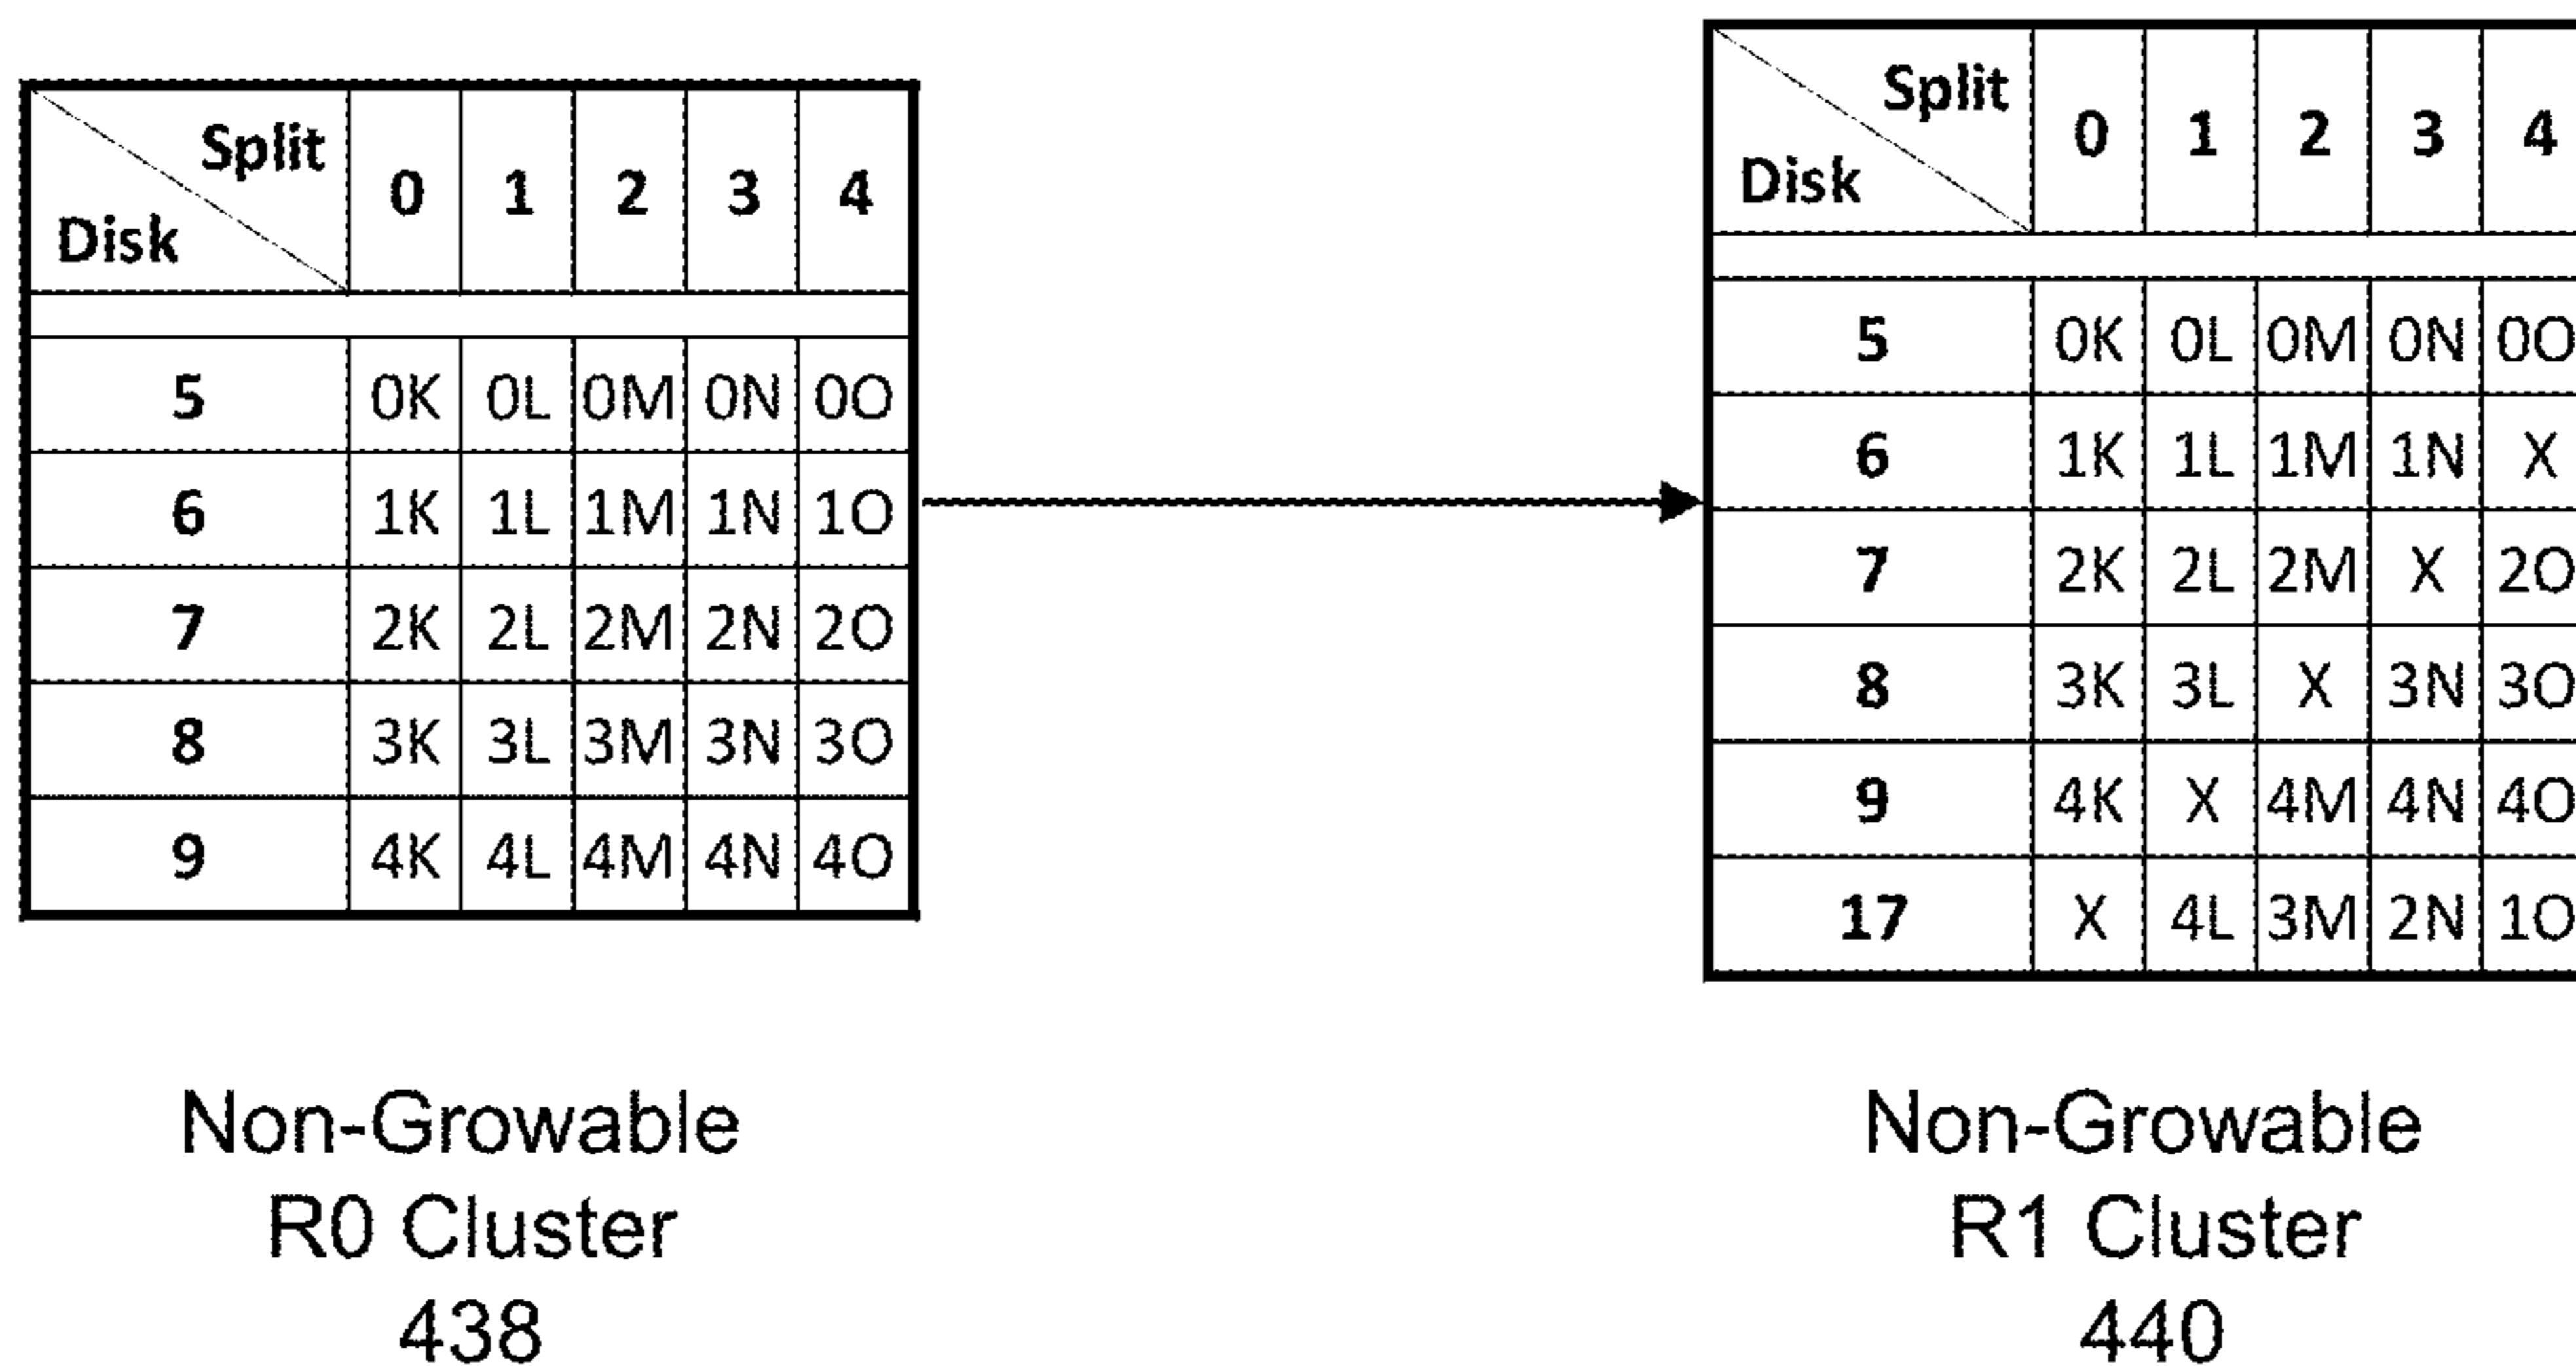 Split 0 1 2 3 4
Disk
5 0K 0L 0M 0N 0O
6 1K 1L 1M 1N 1O
7 2K 2L 2M 2N 2O
8 3K 3L 3M 3N 3O
9 4K 4L 4M 4N 4O
Non-Growable
R0 Cluster
438
Split 0 1 2 3 4
Disk
5 0K 0L 0M 0N 0O
6 1K 1L 1M 1N X
7 2K 2L 2M X 2O
8 3K 3L X 3N 3O
9 4K X 4M 4N 4O
17 X 4L 3M 2N 1O
Non-Growable
R1 Cluster
440